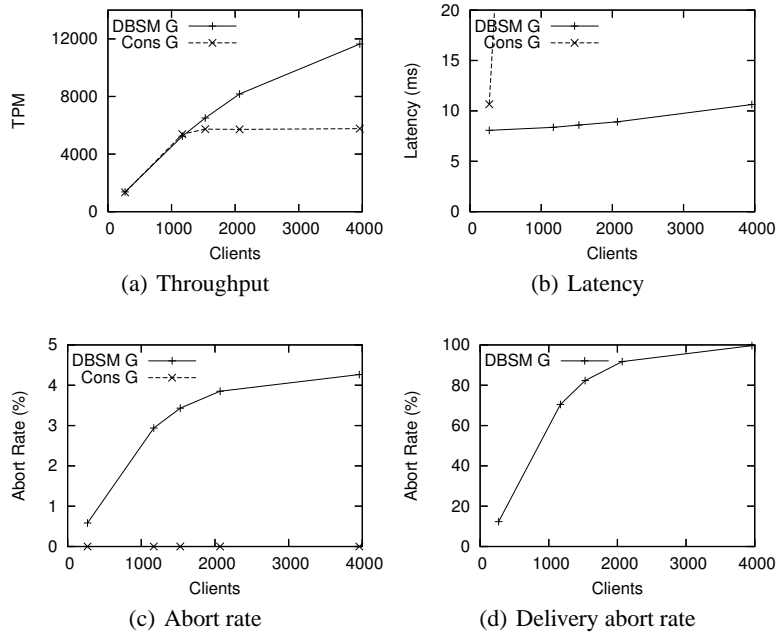 DBSM G
Cons G
12000
8000
4000
0
TPM
0 1000 2000 3000 4000
Clients
(a) Throughput
DBSM G
Cons G
20
15
10
5
0
Latency (ms)
0 1000 2000 3000 4000
Clients
(b) Latency
DBSM G
Cons G
5
4
3
2
1
0
Abort Rate (%)
0 1000 2000 3000 4000
Clients
(c) Abort rate
DBSM G
100
80
60
40
20
0
Abort Rate (%)
0 1000 2000 3000 4000
Clients
(d) Delivery abort rate